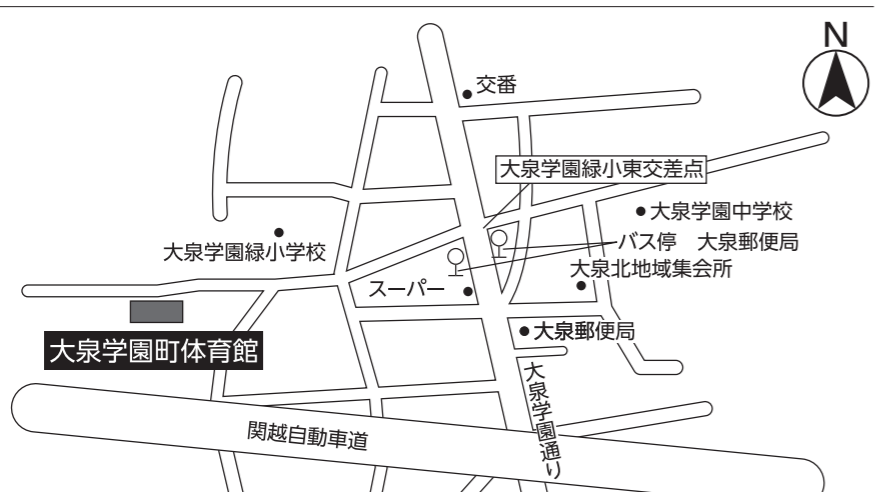 N
交番
大泉学園緑小東交差点
大泉学園中学校
バス停　大泉郵便局
大泉学園緑小学校
大泉北地域集会所
スーパー
大泉郵便局
大泉学園町体育館
大泉学園通り
関越自動車道